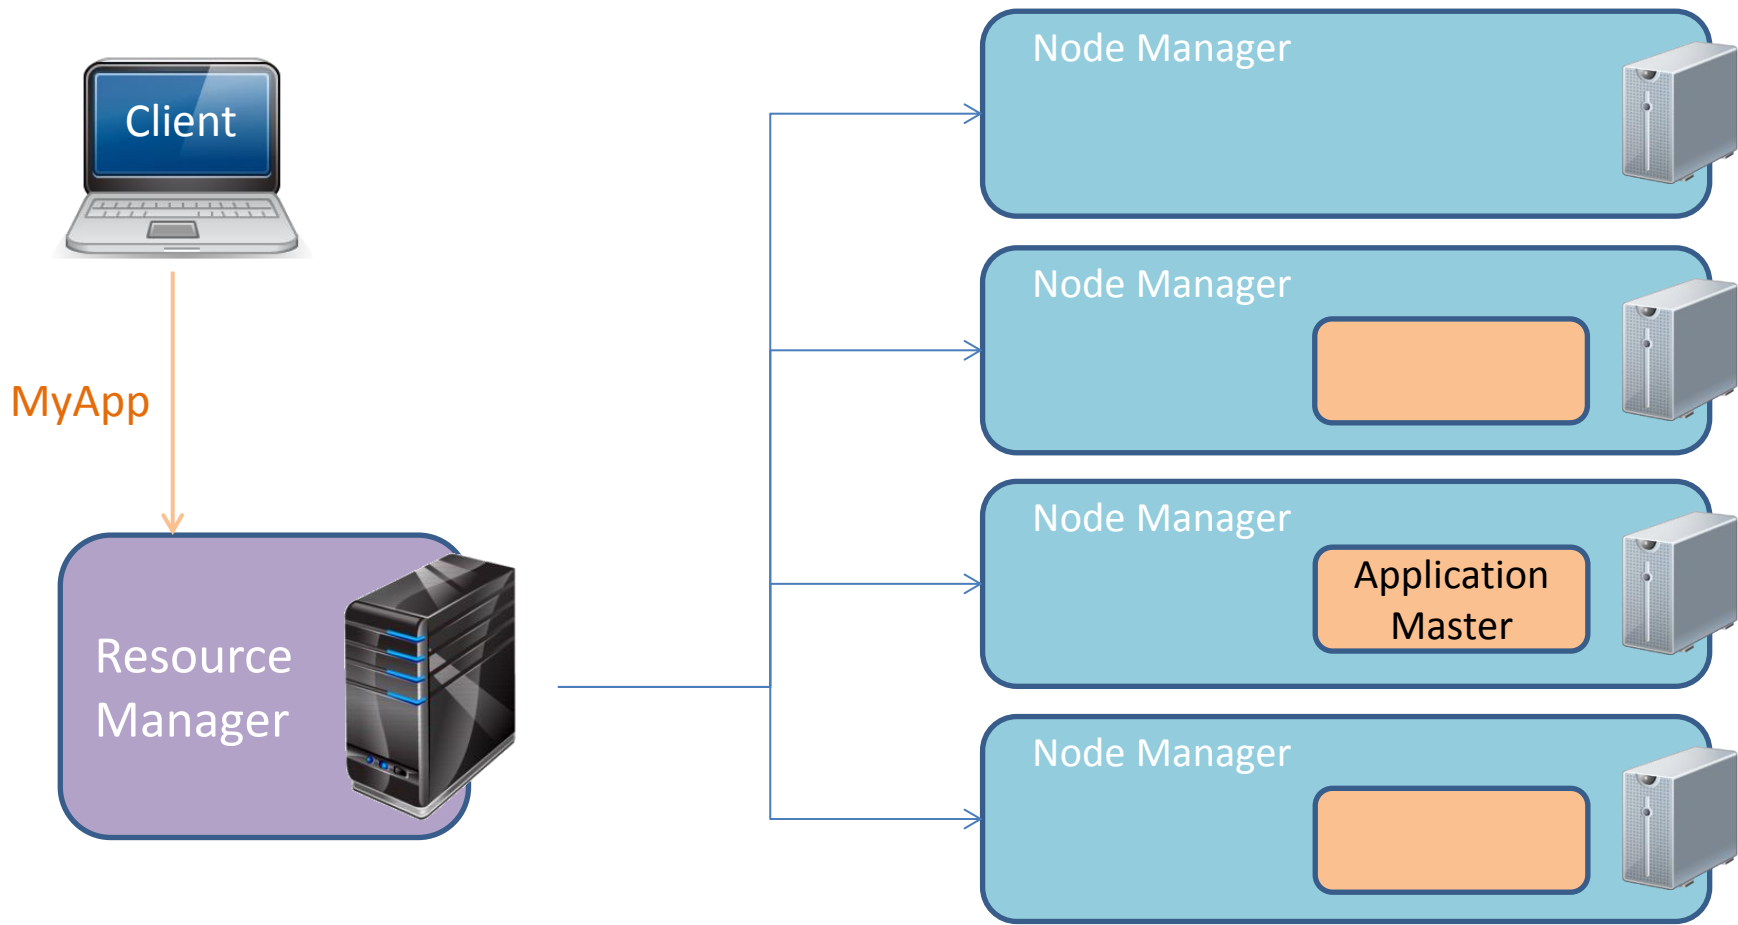 Client
MyApp
Resource
Manager
Node Manager
Node Manager
Node Manager
Application
Master
Node Manager